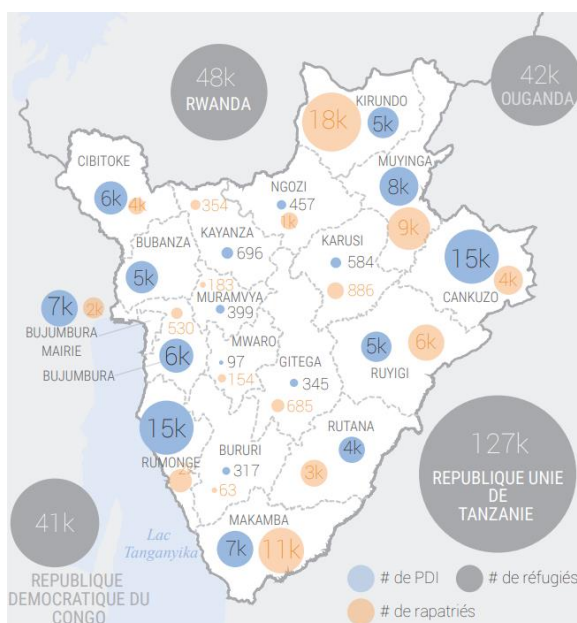 48k
RWANDA
42k
OUGANDA
18k
KIRUNDO
5k
CIBITOKE
6k
4k
354
NGOZI
457
1k
MUYINGA
8k
9k
KAYANZA
696
BUBANZA
5k
KARUSI
584
886
15k
4k
CANKUZO
183
MURAMVYA
399
7k
2k
BUJUMBURA
MAIRIE
530
BUJUMBURA
6k
MWARO
97
154
GITEGA
345
685
5k
6k
RUYIGI
15k
RUMONGE
2k
BURURI
317
63
RUTANA
4k
3k
127k
REPUBLIQUE UNIE
DE
TANZANIE
MAKAMBA
7k
11k
Lac
Tanganyika
41k
REPUBLIQUE
DEMOCRATIQUE DU
CONGO
# de PDI
# de réfugiés
# de rapatriés